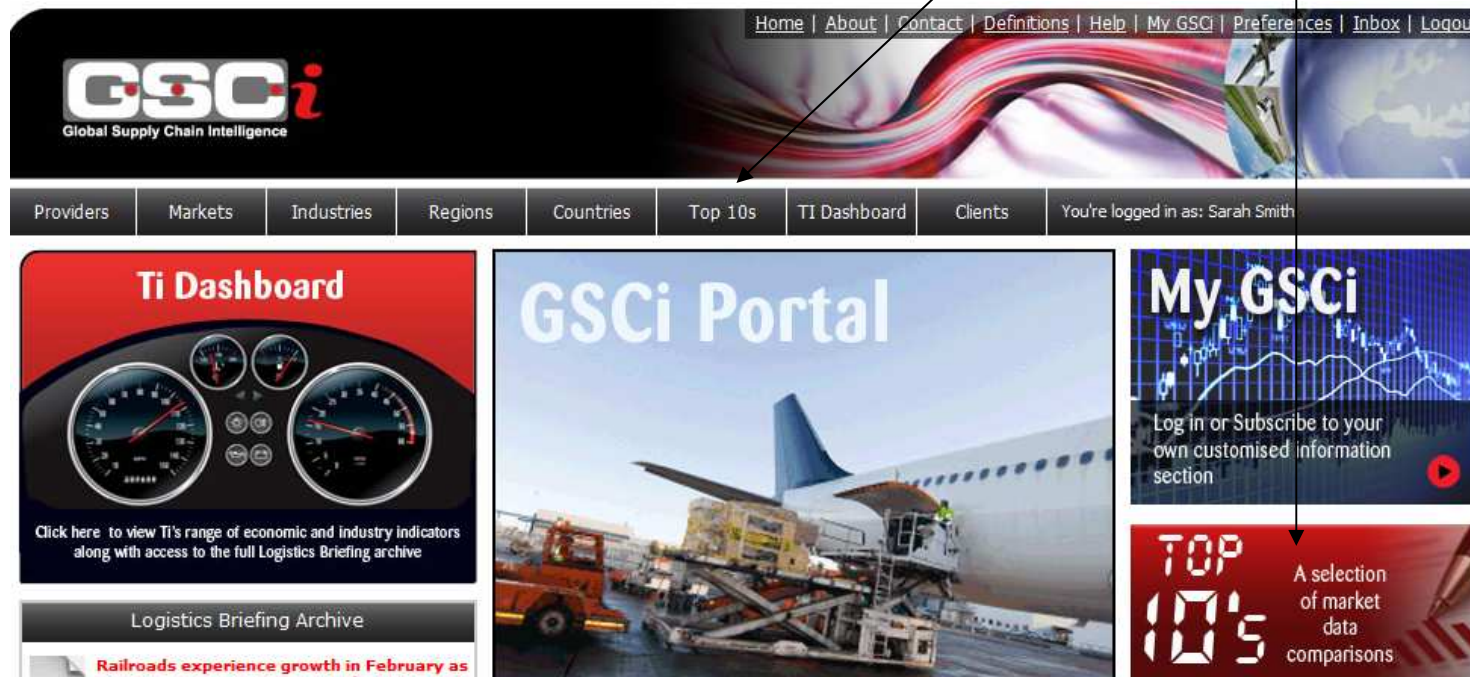 Home | About | Contact | Definitions | Help | My GSCi | Preferences | Inbox | Logou
GSCi
Global Supply Chain Intelligence
Providers Markets Industries Regions Countries Top 10s TI Dashboard Clients You're logged in as: Sarah Smith
Ti Dashboard
Click here to view Ti's range of economic and industry indicators
along with access to the full Logistics Briefing archive
Logistics Briefing Archive
Railroads experience growth in February as
GSCi Portal
My GSCi
Log in or Subscribe to your
own customised information
section
TOP
10's
A selection
of market
data
comparisons